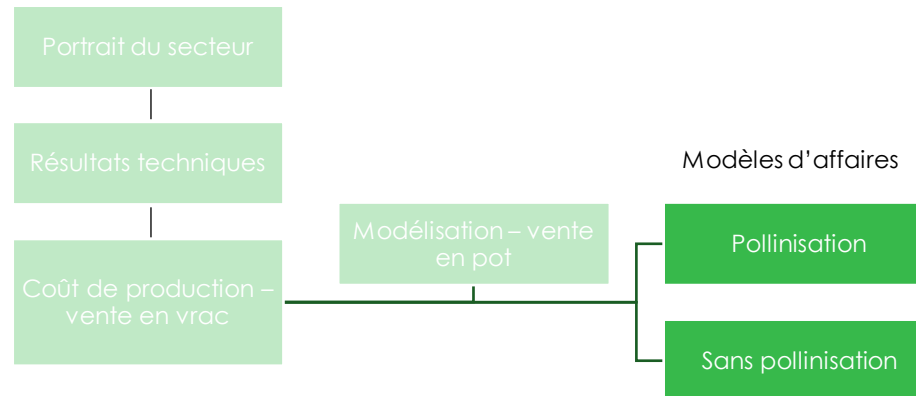 Portrait du secteur
Résultats techniques
Coût de production –
vente en vrac
Modélisation – vente
en pot
Modèles d’affaires
Pollinisation
Sans pollinisation